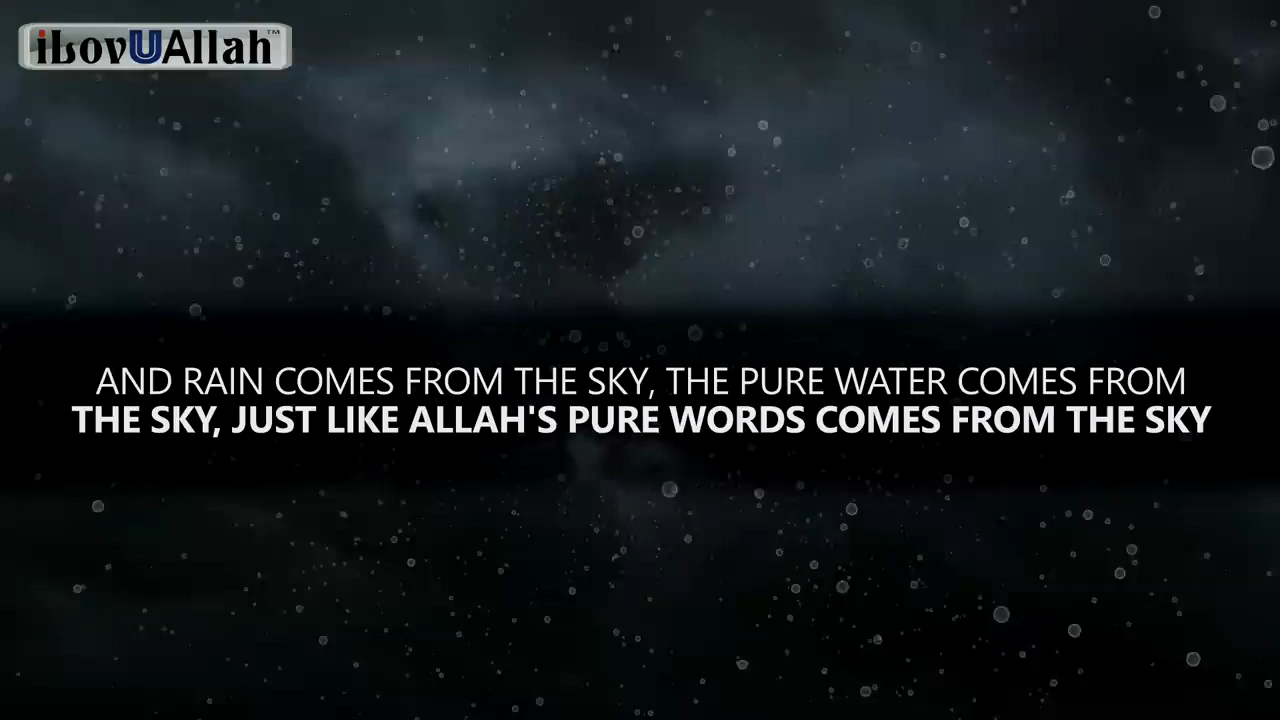 iLovUAllah™
AND RAIN COMES FROM THE SKY, THE PURE WATER COMES FROM
THE SKY, JUST LIKE ALLAH'S PURE WORDS COMES FROM THE SKY